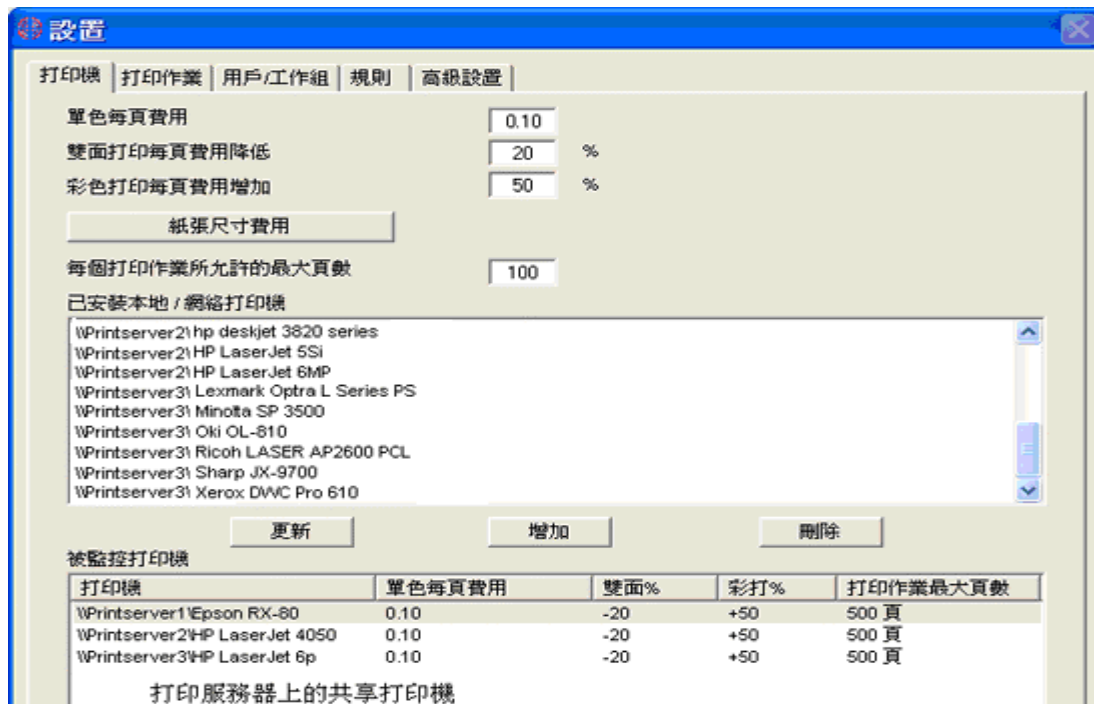 設置
打印機 打印作業 用戶/工作組 規則 高級設置
單色每頁費用 0.10
雙面打印每頁費用降低 20 %
彩色打印每頁費用增加 50 %
紙張尺寸費用
每個打印作業所允許的最大頁數 100
已安裝本地 / 網絡打印機
\\Printserver2\hp deskjet 3820 series
\\Printserver2\HP LaserJet 5Si
\\Printserver2\HP LaserJet 6MP
\\Printserver3\ Lexmark Optra L Series PS
\\Printserver3\ Minolta SP 3500
\\Printserver3\ Oki OL-810
\\Printserver3\ Ricoh LASER AP2600 PCL
\\Printserver3\ Sharp JX-9700
\\Printserver3\ Xerox DWC Pro 610
更新 增加 刪除
被監控打印機
打印機 單色每頁費用 雙面% 彩打% 打印作業最大頁數
\\Printserver1\Epson RX-80 0.10 -20 +50 500 頁
\\Printserver2\HP LaserJet 4050 0.10 -20 +50 500 頁
\\Printserver3\HP LaserJet 6p 0.10 -20 +50 500 頁
打印服務器上的共享打印機